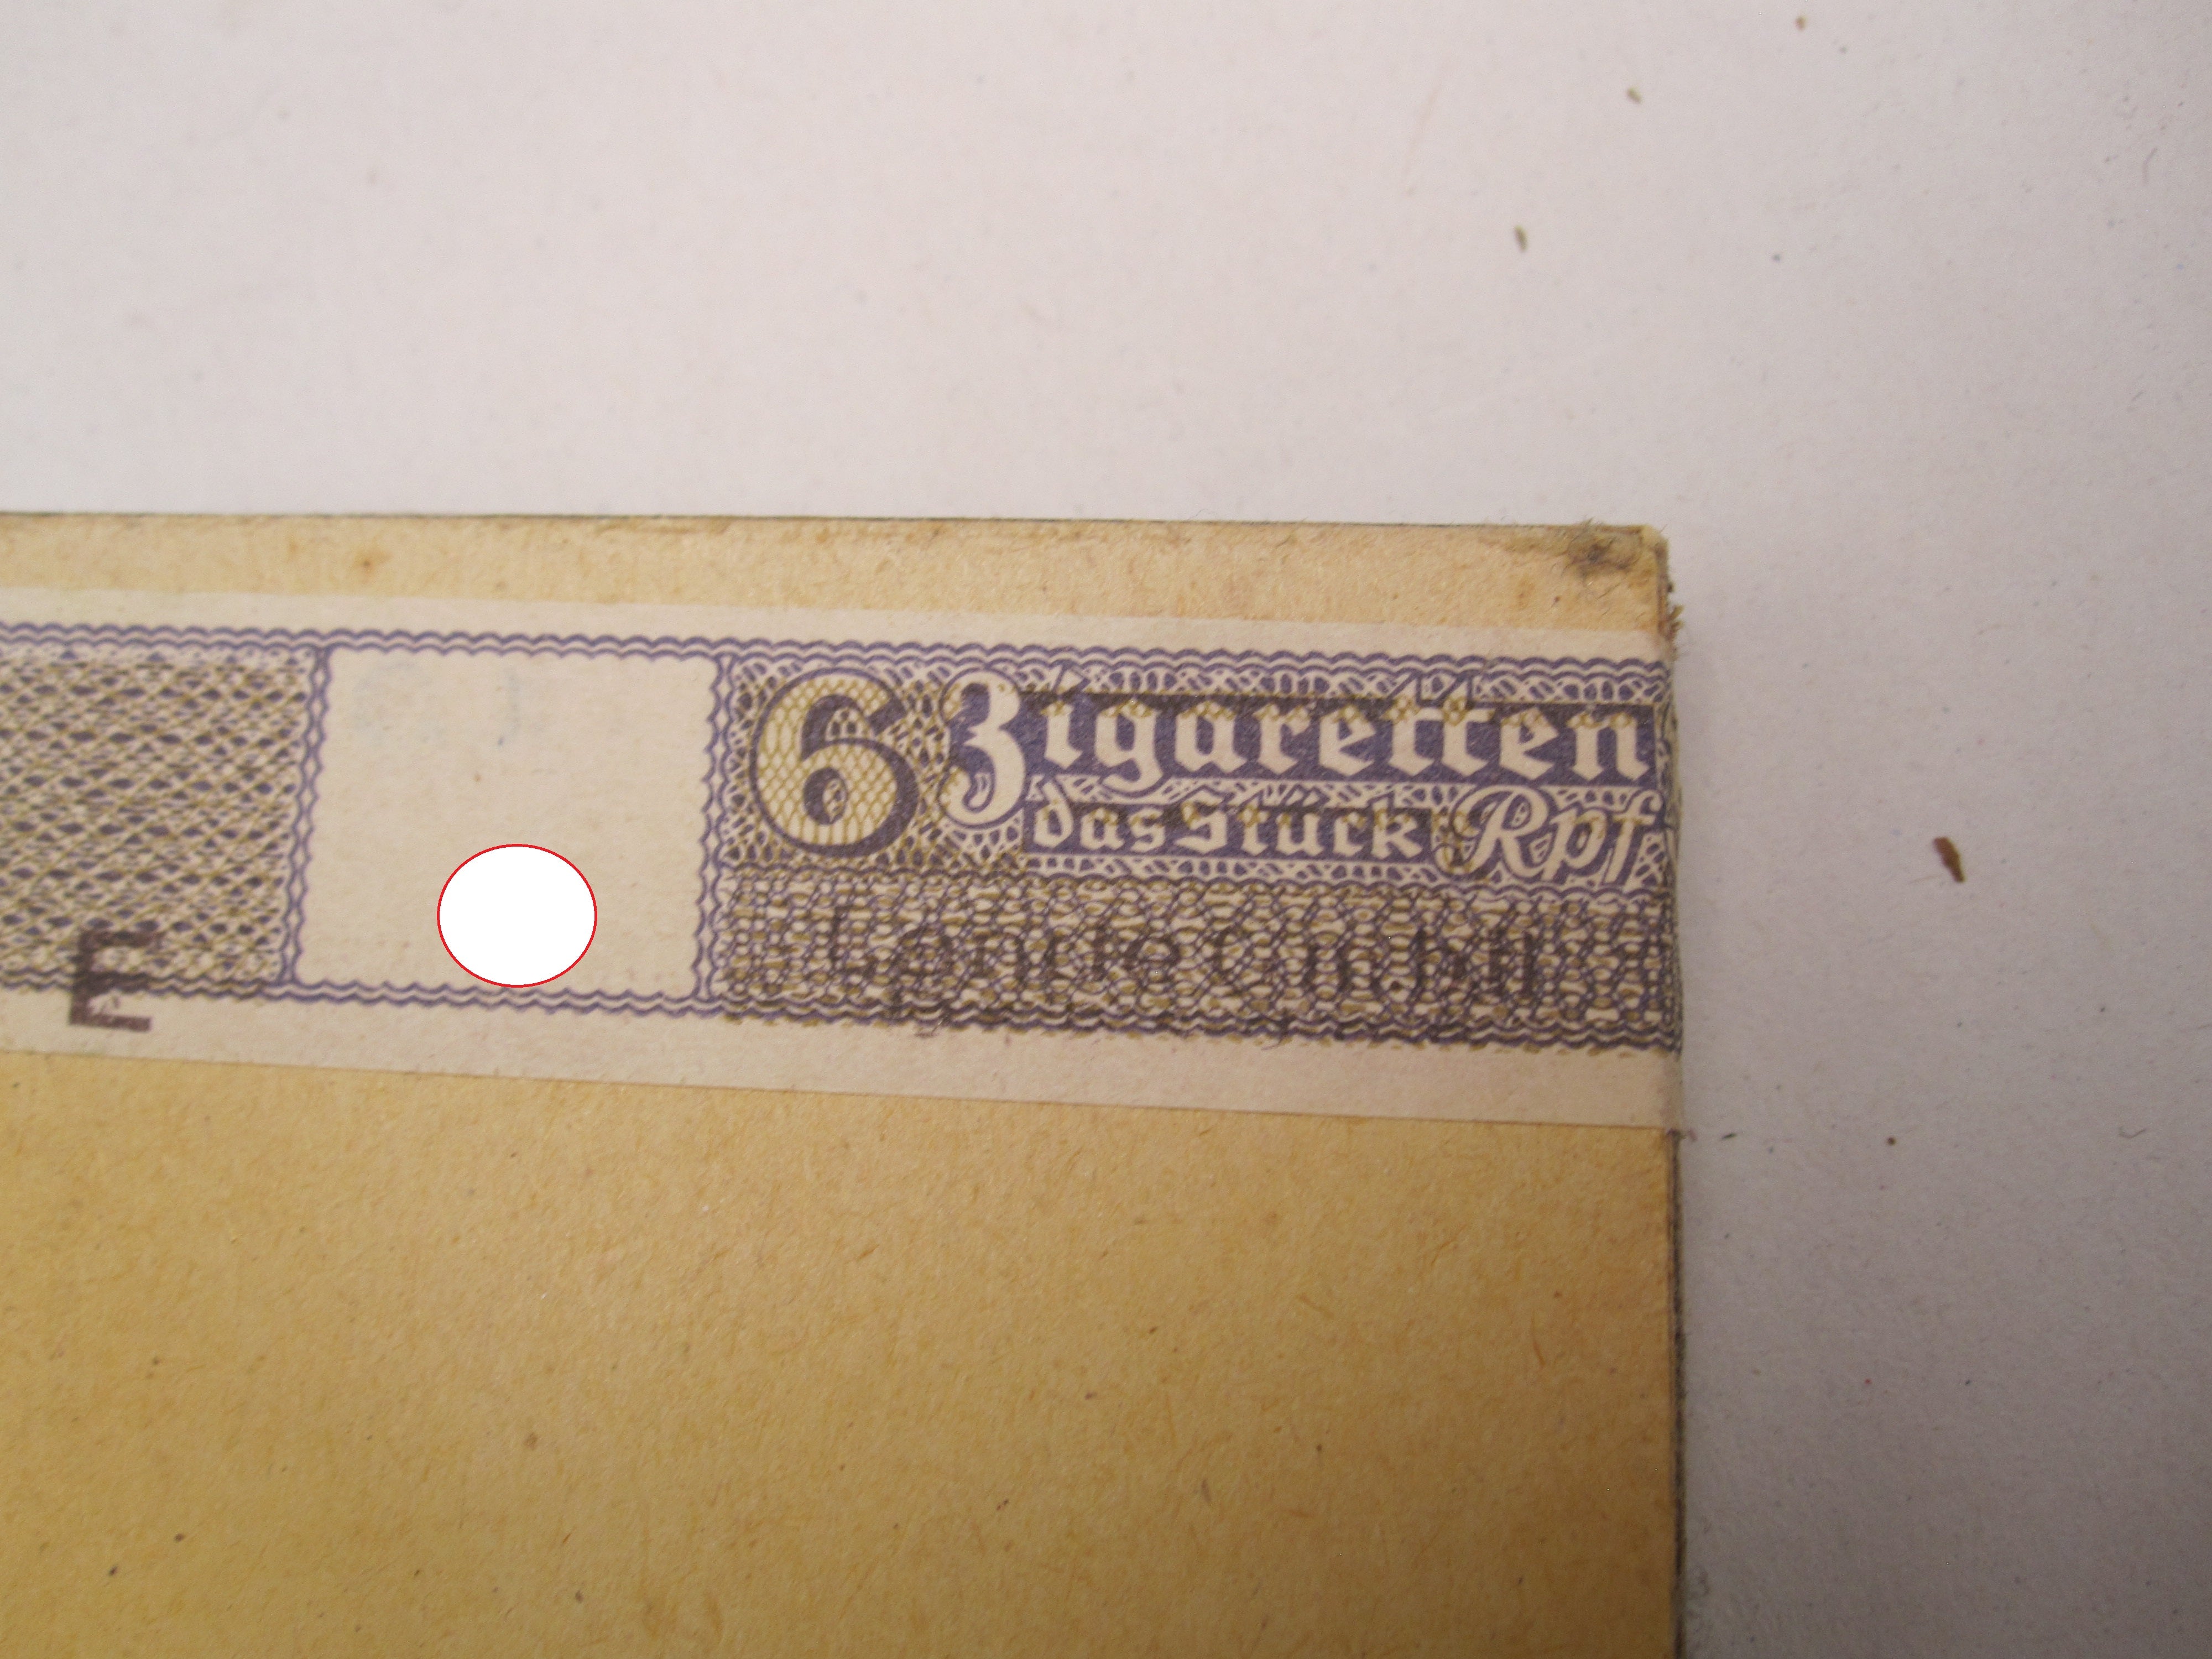 6 Zigaretten
das Stück Rpf
E